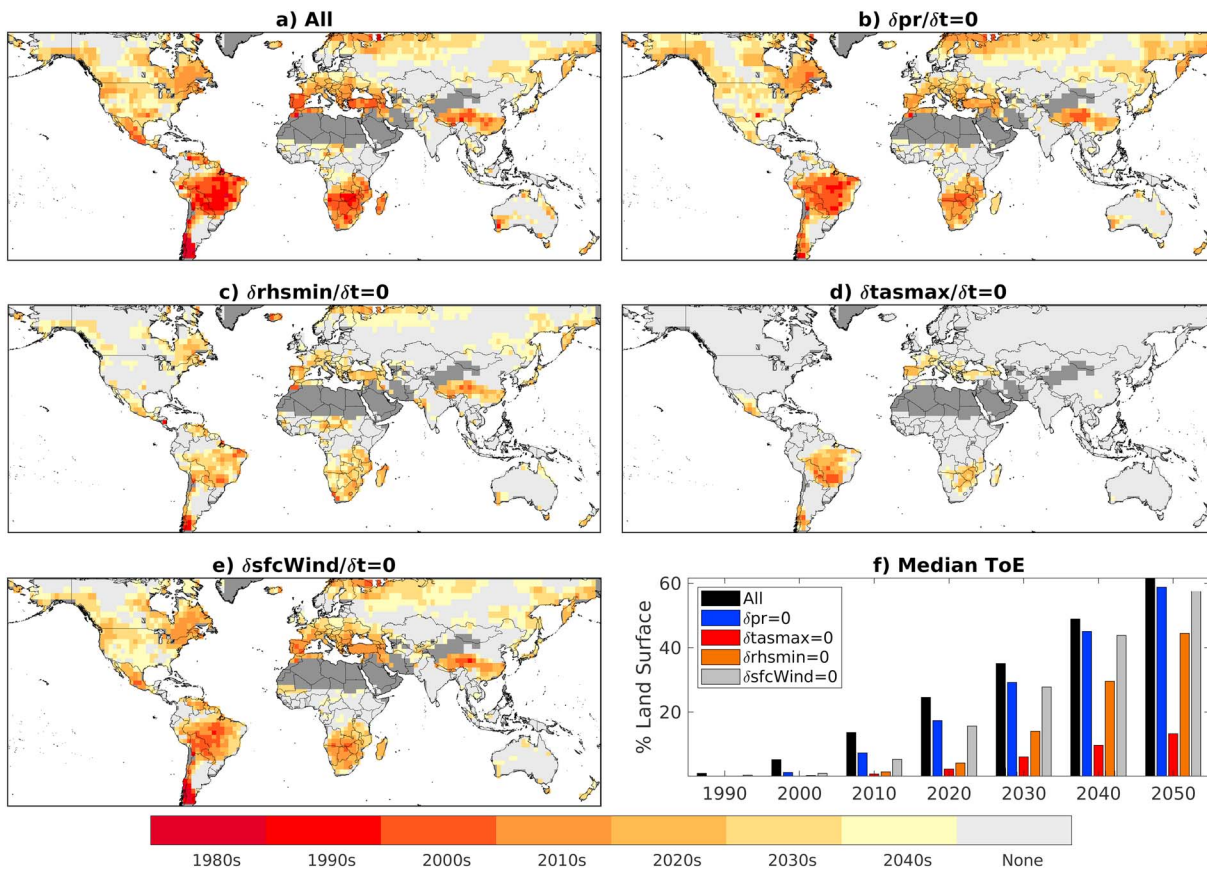 a) All
b) δpr/δt=0
c) δrhsmin/δt=0
d) δtasmax/δt=0
e) δsfcWind/δt=0
f) Median ToE
% Land Surface
60
40
20
All
δpr=0
δtasmax=0
δrhsmin=0
δsfcWind=0
1990 2000 2010 2020 2030 2040 2050
1980s 1990s 2000s 2010s 2020s 2030s 2040s None